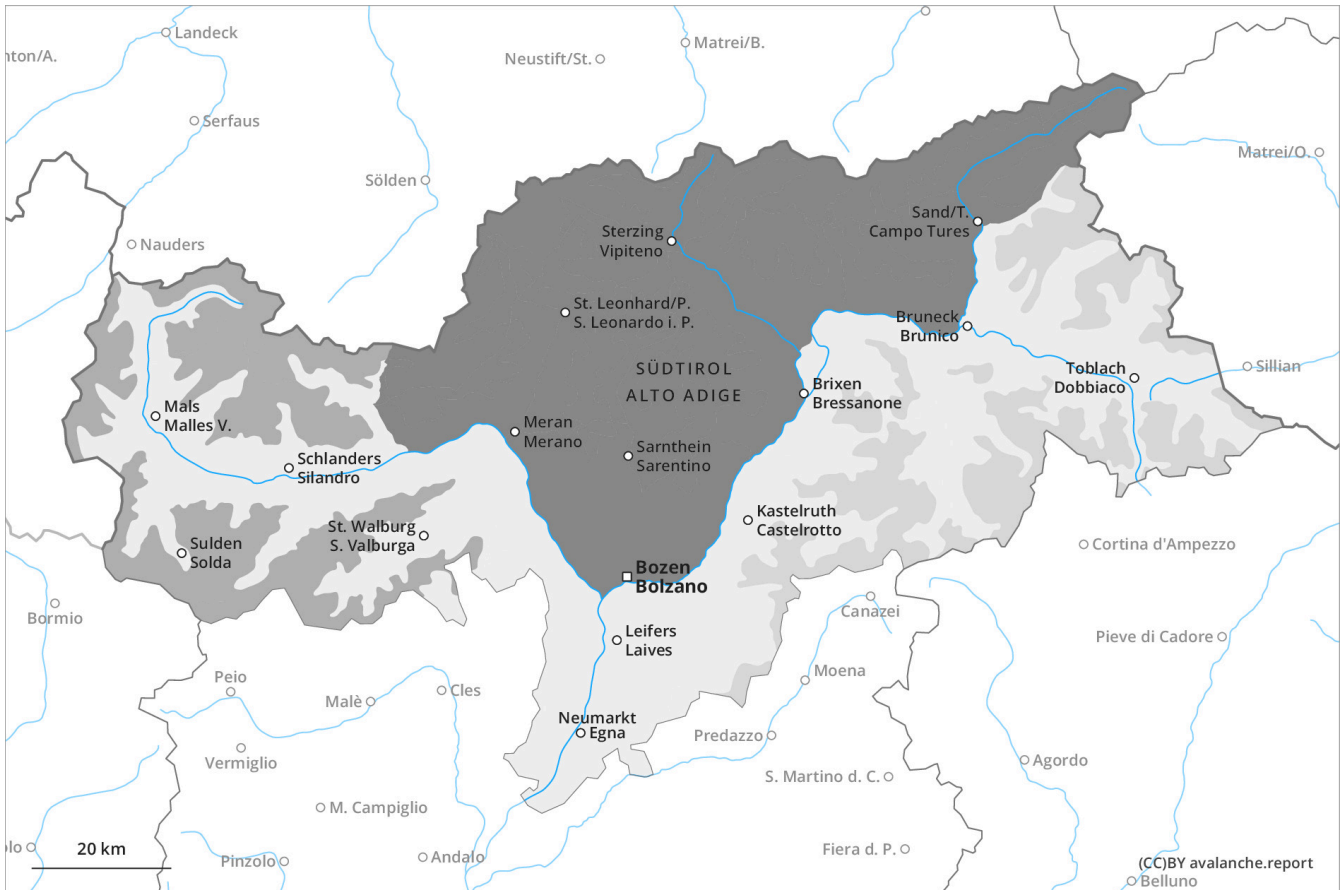 Landeck
nton/A.
Matrei/B.
Neustift/St.
Serfaus
Matrei/O.
Sölden
Sand/T.
Campo Tures
Sterzing
Vipiteno
Nauders
St. Leonhard/P.
S. Leonardo i. P.
Bruneck
Brunico
SÜDTIROL
ALTO ADIGE
Toblach
Dobbiaco
Sillian
Brixen
Bressanone
Mals
Malles V.
Meran
Merano
Sarnthein
Sarentino
Schlanders
Silandro
Kastelruth
Castelrotto
St. Walburg
S. Valburga
Sulden
Solda
Cortina d'Ampezzo
Bozen
Bolzano
Bormio
Canazei
Leifers
Laives
Pieve di Cadore
Peio
Moena
Malè
Cles
Neumarkt
Egna
Predazzo
Vermiglio
Agordo
S. Martino d. C.
M. Campiglio
olo
20 km
Pinzolo
Andalo
Fiera d. P.
(CC)BY avalanche.report
Belluno